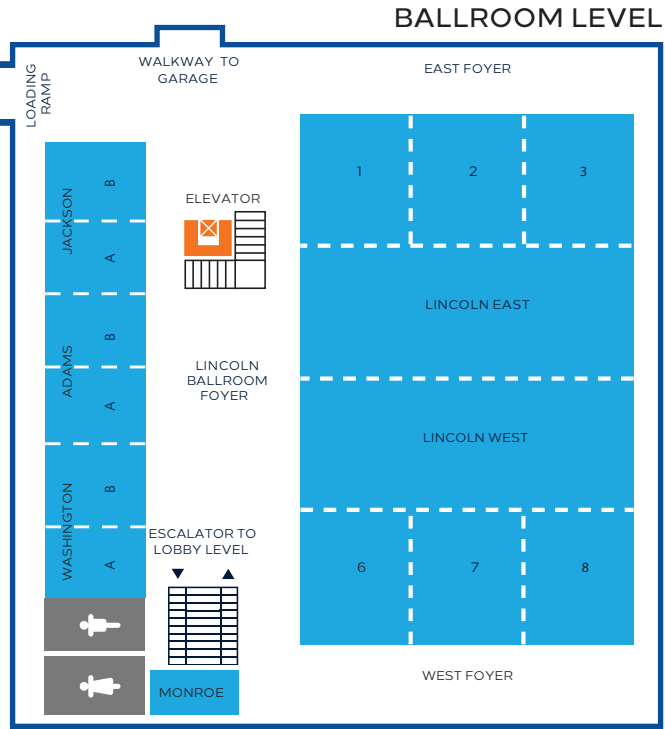 BALLROOM LEVEL
WALKWAY TO
GARAGE
EAST FOYER
LOADING
RAMP
1
2
3
JACKSON
B
A
ELEVATOR
LINCOLN EAST
ADAMS
B
A
LINCOLN
BALLROOM
FOYER
LINCOLN WEST
WASHINGTON
B
A
ESCALATOR TO
LOBBY LEVEL
6
7
8
WEST FOYER
MONROE